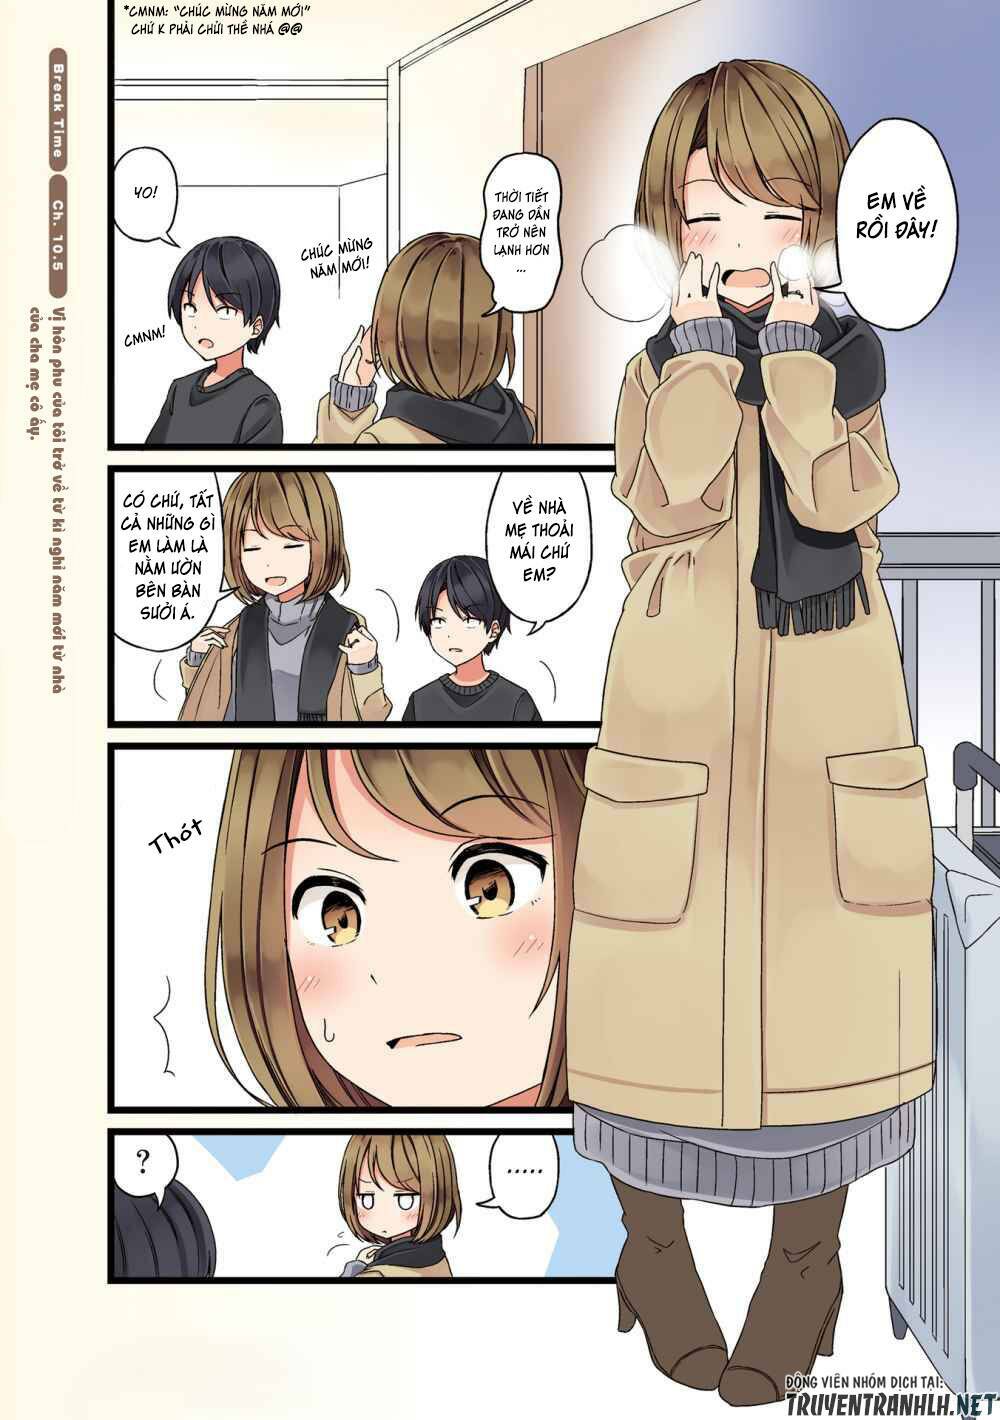 *CMNM: "CHÚC MỪNG NĂM MỚI"
CHỨ K PHẢI CHỬI THỀ NHÁ @@
Break Time
Ch. 10.5
Vị hôn phu của tôi trở về từ kì nghỉ năm mới từ nhà
của cha mẹ cô ấy.
EM VỀ
RỒI ĐÂY!
THỜI TIẾT
ĐANG DẦN
TRỞ NÊN
LẠNH HƠN
...
CHÚC MỪNG
NĂM MỚI!
YO!
CMNM!
VỀ NHÀ
MẸ THOẢI
MÁI CHỨ
EM?
CÓ CHỨ, TẤT
CẢ NHỮNG GÌ
EM LÀM LÀ
NẰM ƯỜN
BÊN BÀN
SƯỞI Á.
Thót
.....
?
ĐỘNG VIÊN NHÓM DỊCH TẠI:
TRUYENTRANHLH.NET